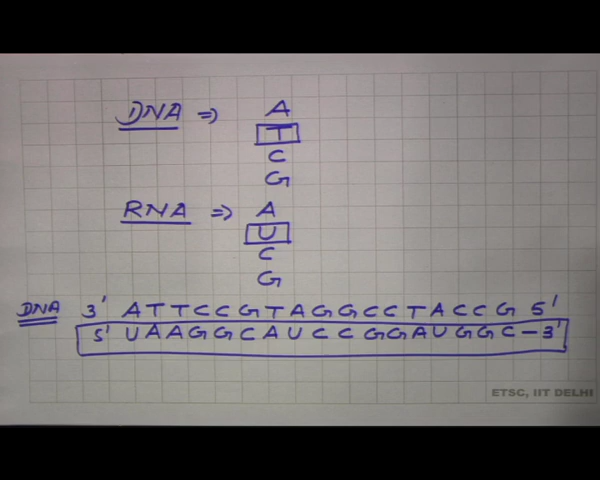 DNA ⇒ A
T
C
G
RNA ⇒ A
U
C
G
DNA 3' ATTCCGTAGGCCTACCG 5'
5' UAAGGCAUCCGGAUGGC-3'
ETSC, IIT DELHI